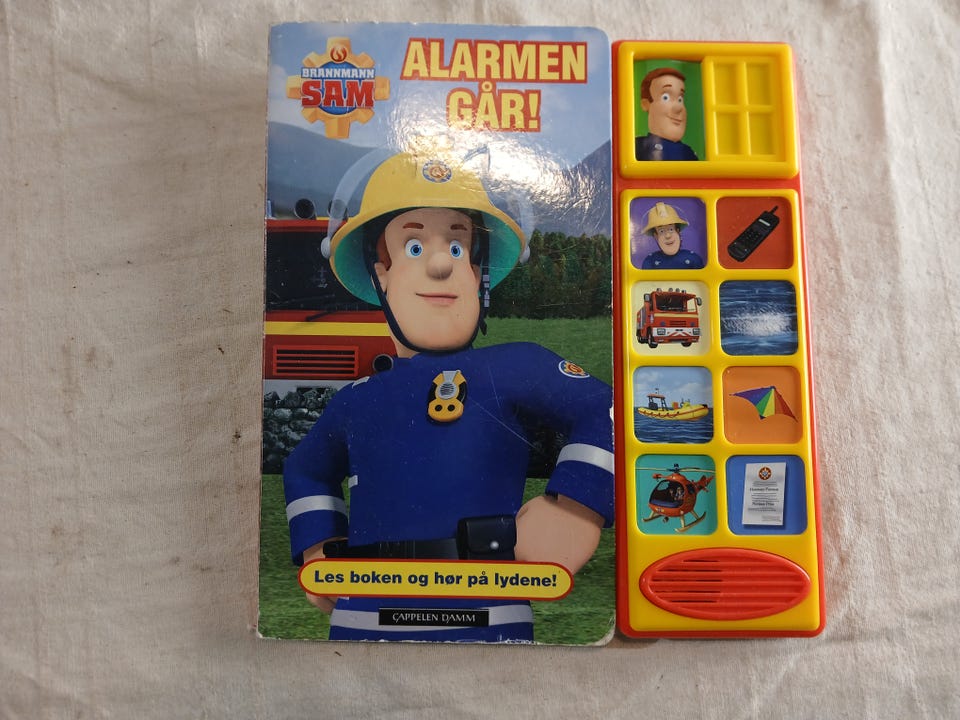 BRANNMANN
SAM
ALARMEN
GÅR!
Les boken og hør på lydene!
CAPPELEN DAMM